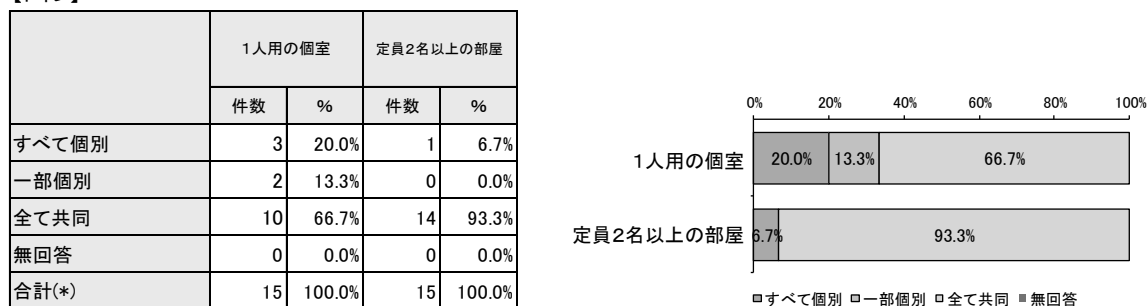 1人用の個室 定員2名以上の部屋
件数 % 件数 %
すべて個別 3 20.0% 1 6.7%
一部個別 2 13.3% 0 0.0%
全て共同 10 66.7% 14 93.3%
無回答 0 0.0% 0 0.0%
合計(*) 15 100.0% 15 100.0%
0% 20% 40% 60% 80% 100%
1人用の個室 20.0% 13.3% 66.7%
定員2名以上の部屋 6.7% 93.3%
すべて個別 一部個別 全て共同 無回答